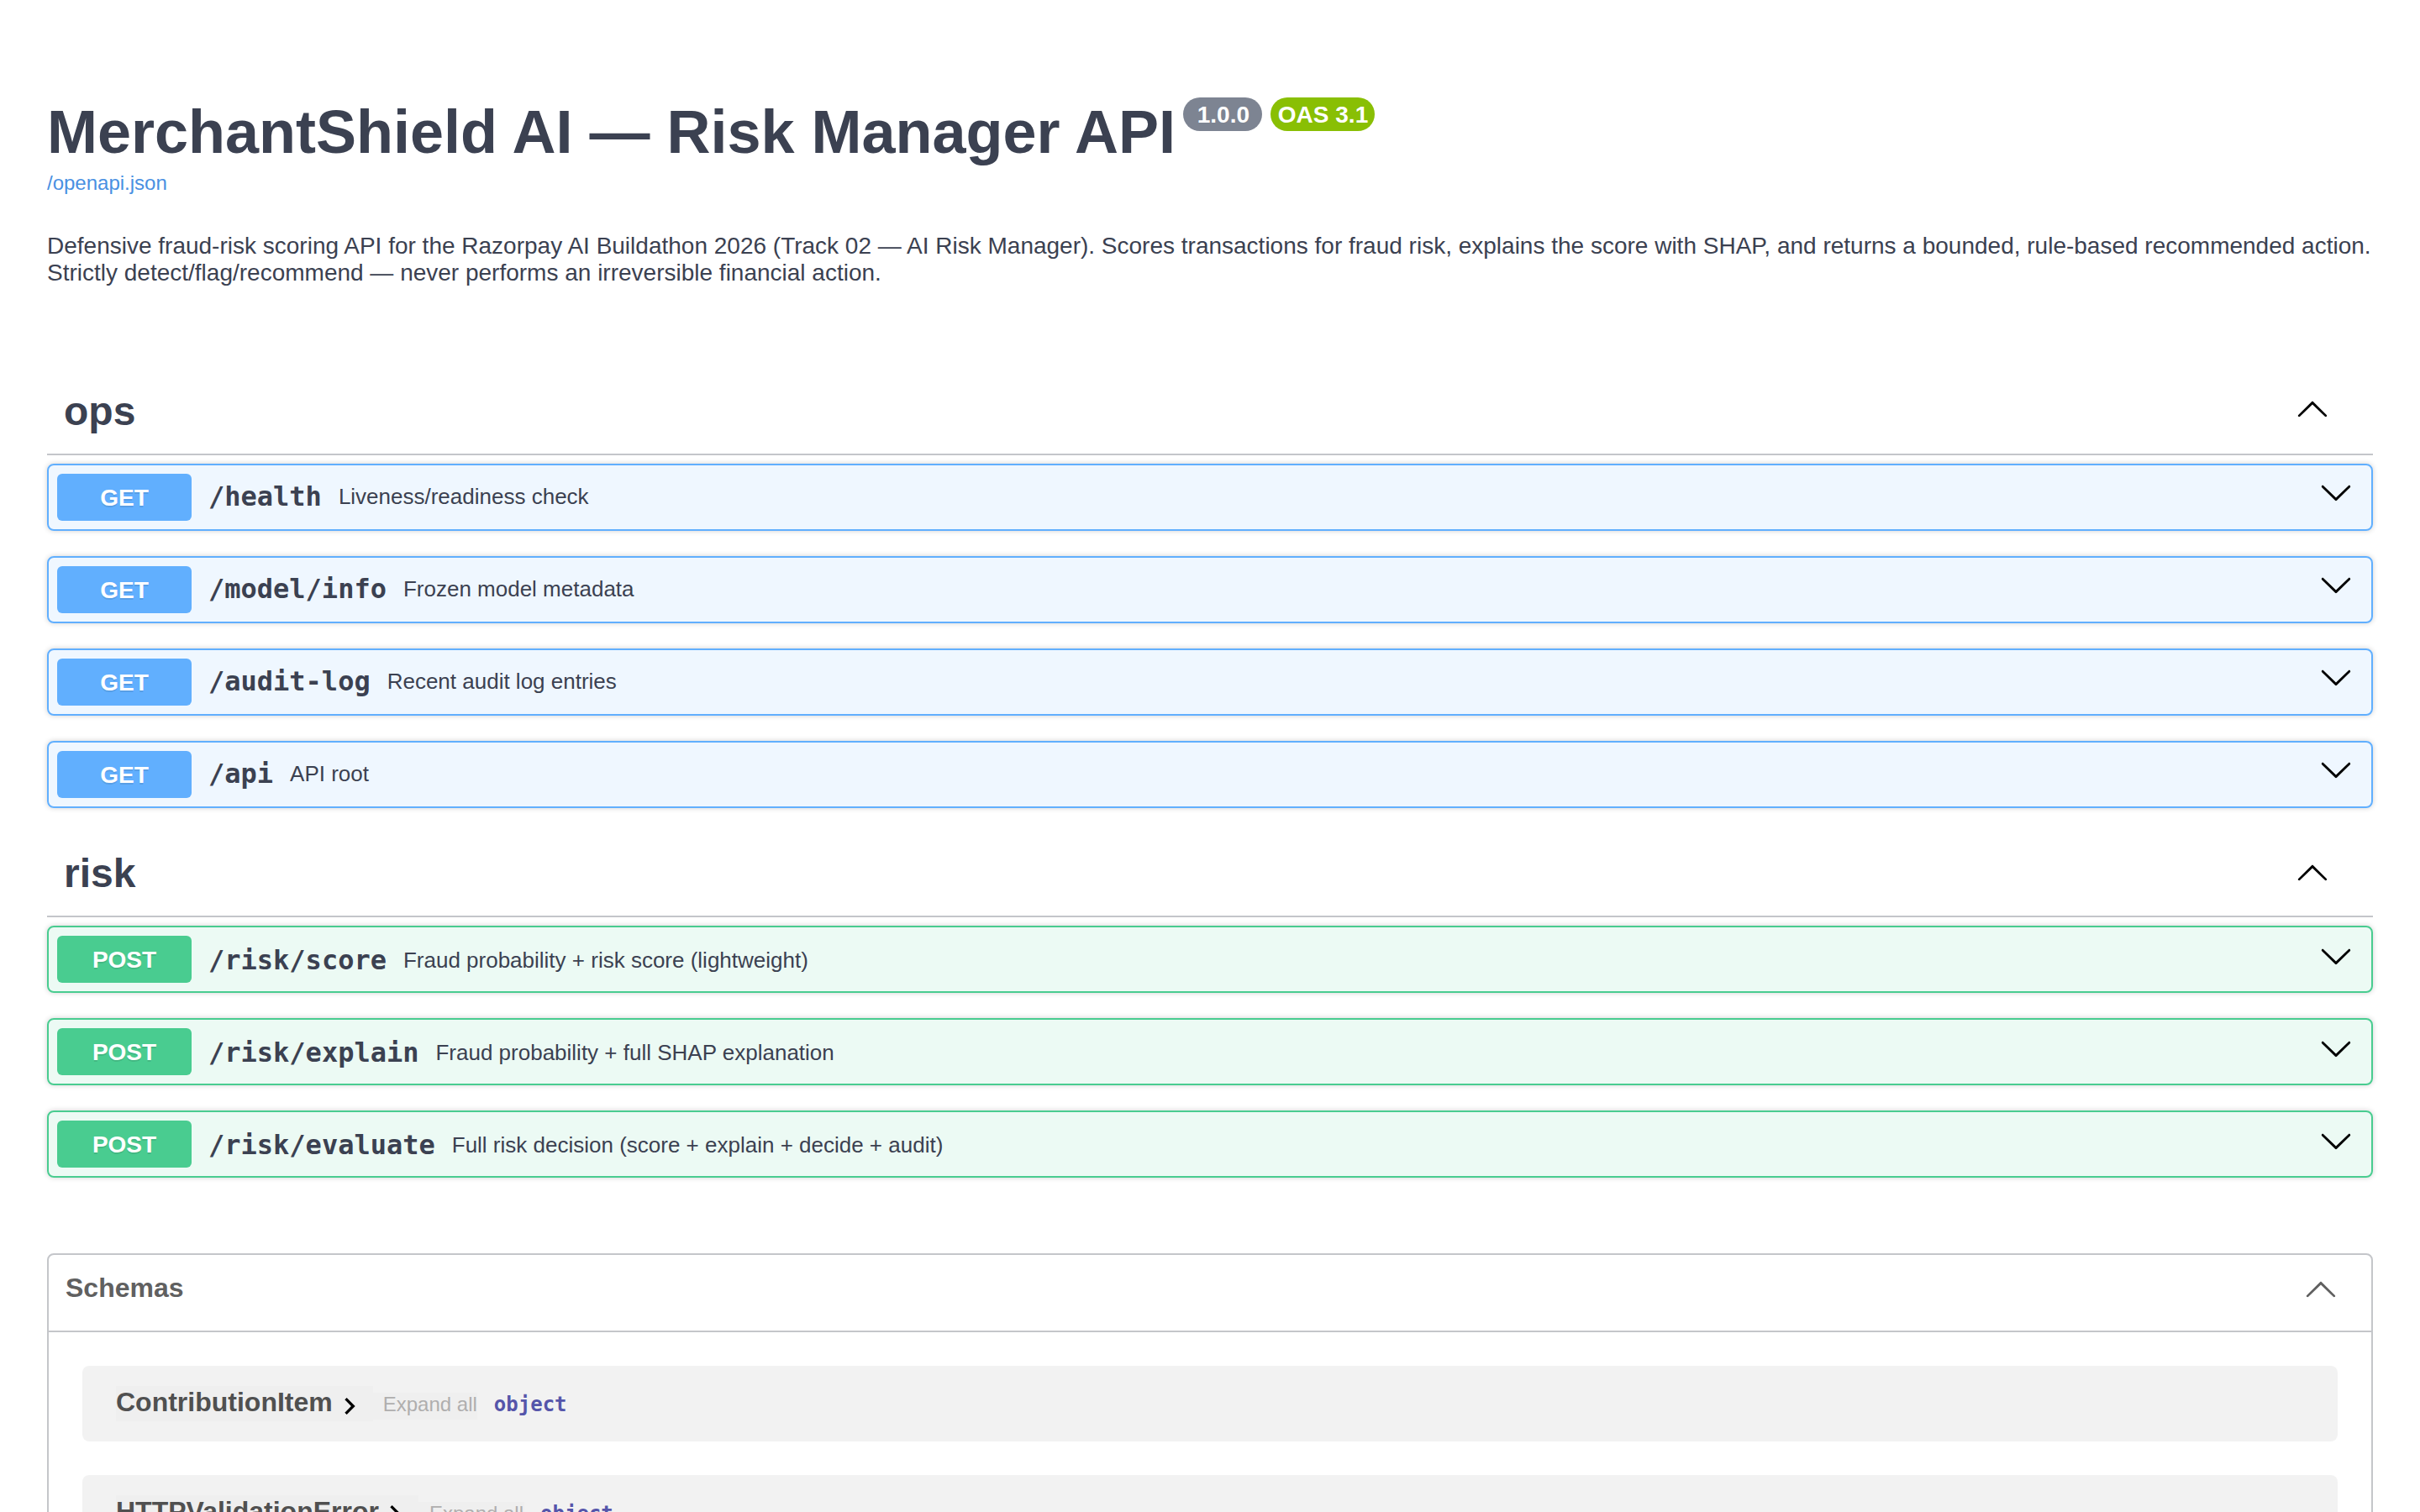 MerchantShield AI — Risk Manager API 1.0.0 OAS 3.1
/openapi.json
Defensive fraud-risk scoring API for the Razorpay AI Buildathon 2026 (Track 02 — AI Risk Manager). Scores transactions for fraud risk, explains the score with SHAP, and returns a bounded, rule-based recommended action.
Strictly detect/flag/recommend — never performs an irreversible financial action.
ops
GET /health Liveness/readiness check
GET /model/info Frozen model metadata
GET /audit-log Recent audit log entries
GET /api API root
risk
POST /risk/score Fraud probability + risk score (lightweight)
POST /risk/explain Fraud probability + full SHAP explanation
POST /risk/evaluate Full risk decision (score + explain + decide + audit)
Schemas
ContributionItem Expand all object
HTTPValidationError Expand all object